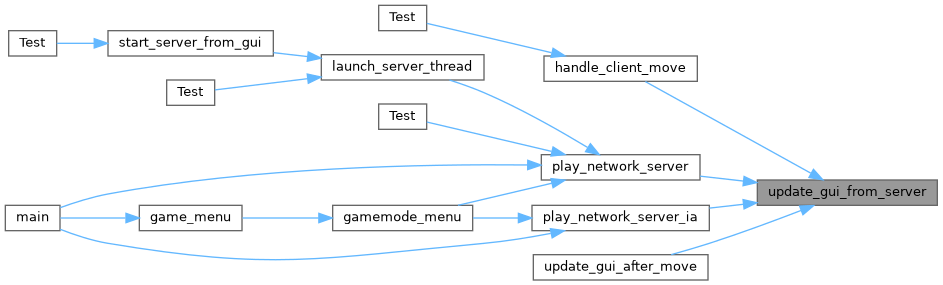 Test
Test
start_server_from_gui
launch_server_thread
handle_client_move
Test
Test
play_network_server
update_gui_from_server
main
game_menu
gamemode_menu
play_network_server_ia
update_gui_after_move